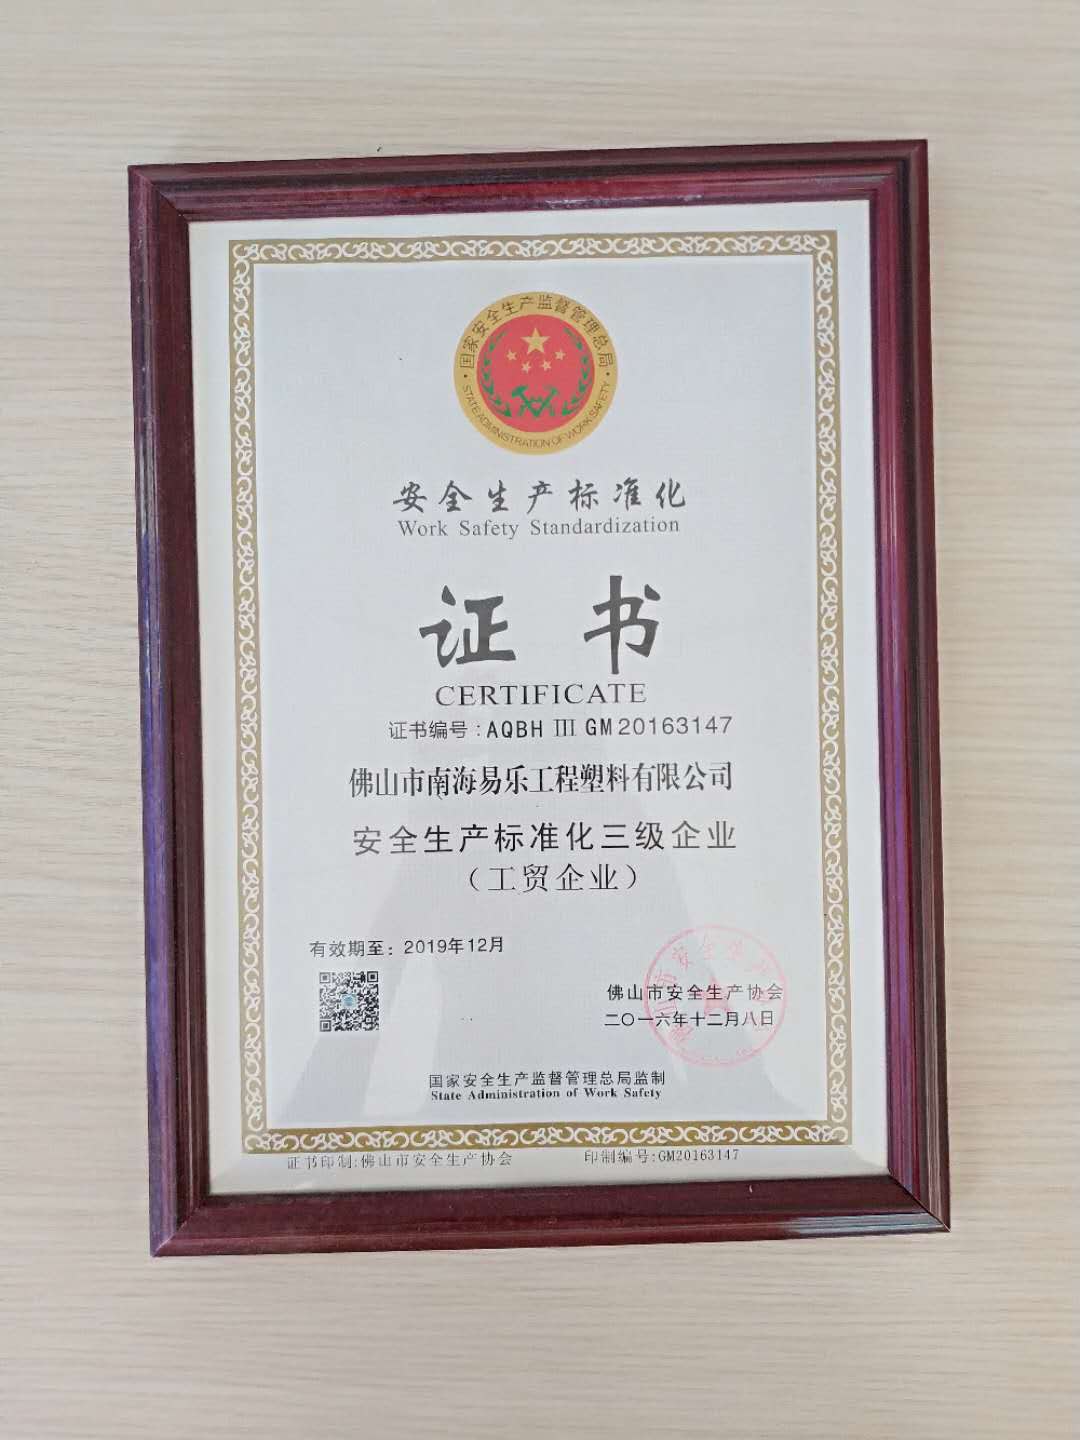 国家安全生产监督管理总局
STATE ADMINISTRATION OF WORK SAFETY
安全生产标准化
Work Safety Standardization
证书
CERTIFICATE
证书编号:AQBH III GM20163147
佛山市南海易乐工程塑料有限公司
安全生产标准化三级企业
（工贸企业）
有效期至：2019年12月
佛山市安全生产协会
二〇一六年十二月八日
国家安全生产监督管理总局监制
State Administration of Work Safety
证书印制:佛山市安全生产协会 印制编号:GM20163147